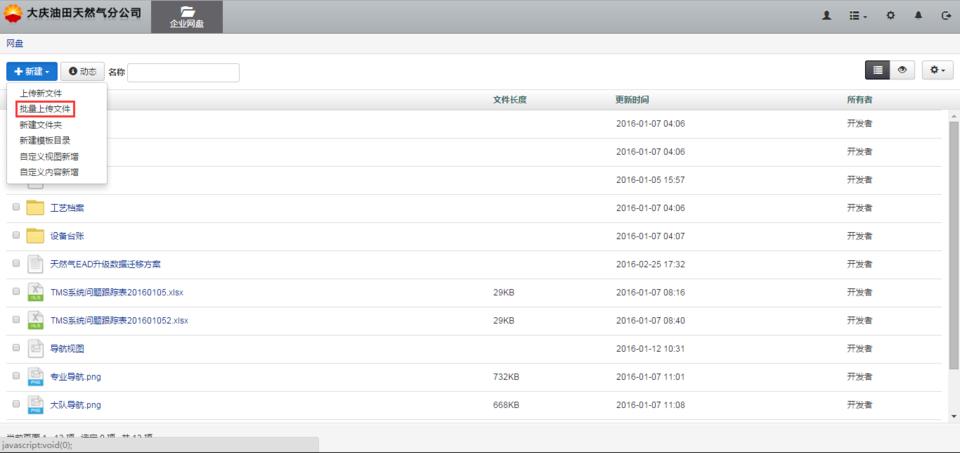 大庆油田天然气分公司
企业网盘
网盘
新建
动态
名称
上传新文件
批量上传文件
新建文件夹
新建模板目录
自定义视图新增
自定义内容新增
文件长度 更新时间 所有者
2016-01-07 04:06 开发者
2016-01-07 04:06 开发者
2016-01-05 15:57 开发者
工艺档案 2016-01-07 04:06 开发者
设备台账 2016-01-07 04:07 开发者
天然气EAD升级数据迁移方案 2016-02-25 17:32 开发者
TMS系统问题跟踪表20160105.xlsx 29KB 2016-01-07 08:16 开发者
TMS系统问题跟踪表201601052.xlsx 29KB 2016-01-07 08:40 开发者
导航视图 2016-01-12 10:31 开发者
专业导航.png 732KB 2016-01-07 11:01 开发者
大队导航.png 668KB 2016-01-07 11:08 开发者
javascript:void(0);